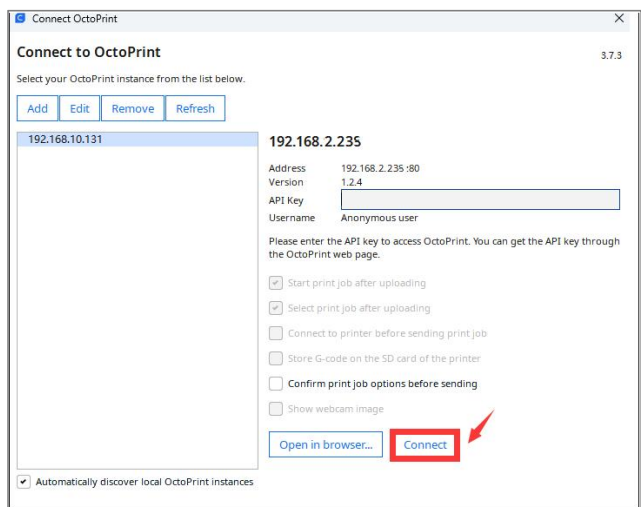 Connect OctoPrint
Connect to OctoPrint
3.7.3
Select your OctoPrint instance from the list below.
Add Edit Remove Refresh
192.168.10.131
192.168.2.235
Address 192.168.2.235 :80
Version 1.2.4
API Key
Username Anonymous user
Please enter the API key to access OctoPrint. You can get the API key through
the OctoPrint web page.
Start print job after uploading
Select print job after uploading
Connect to printer before sending print job
Store G-code on the SD card of the printer
Confirm print job options before sending
Show webcam image
Open in browser... Connect
Automatically discover local OctoPrint instances